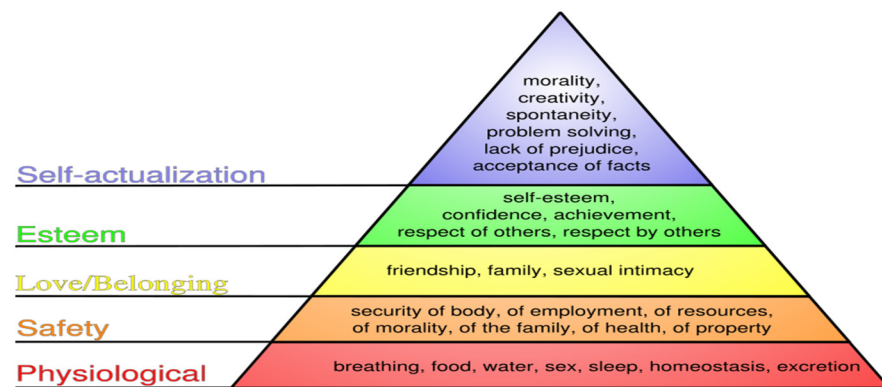 morality,
creativity,
spontaneity,
problem solving,
lack of prejudice,
acceptance of facts
Self-actualization
self-esteem,
confidence, achievement,
respect of others, respect by others
Esteem
friendship, family, sexual intimacy
Love/Belonging
security of body, of employment, of resources,
of morality, of the family, of health, of property
Safety
breathing, food, water, sex, sleep, homeostasis, excretion
Physiological